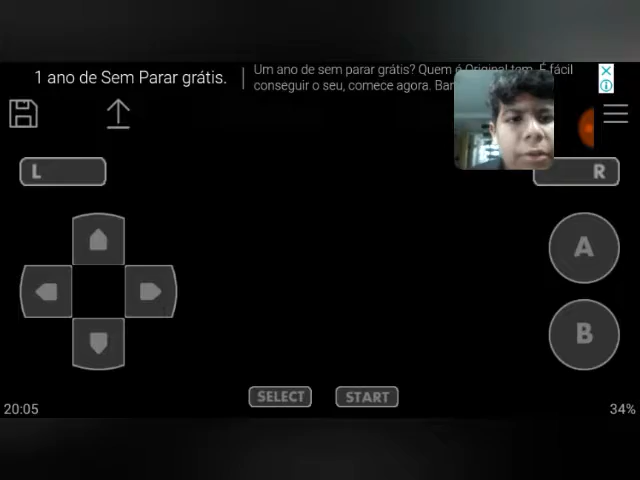 1 ano de Sem Parar grátis.
Um ano de sem parar grátis? Quem é Original tem. É fácil
conseguir o seu, comece agora.
L
R
A
B
SELECT
START
20:05
34%